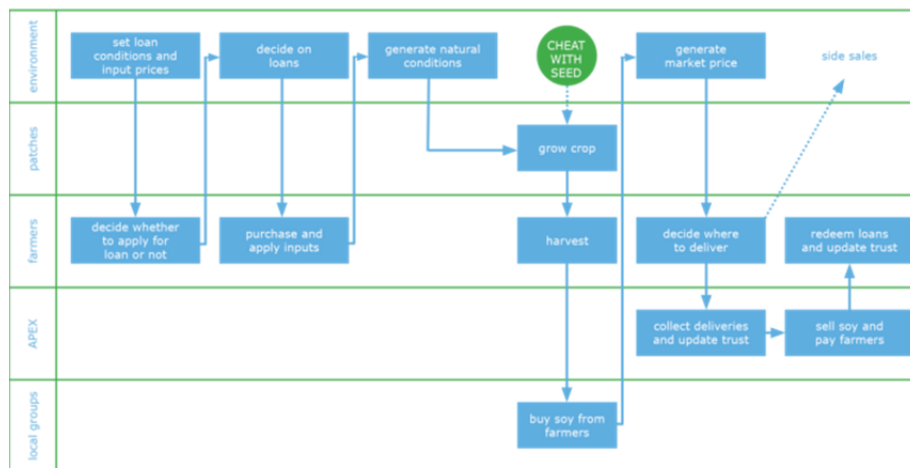 environment
set loan
conditions and
input prices
decide on
loans
generate natural
conditions
CHEAT
WITH
SEED
generate
market price
side sales
patches
grow crop
farmers
decide whether
to apply for
loan or not
purchase and
apply inputs
harvest
decide where
to deliver
redeem loans
and update trust
APEX
collect deliveries
and update trust
sell soy and
pay farmers
local groups
buy soy from
farmers